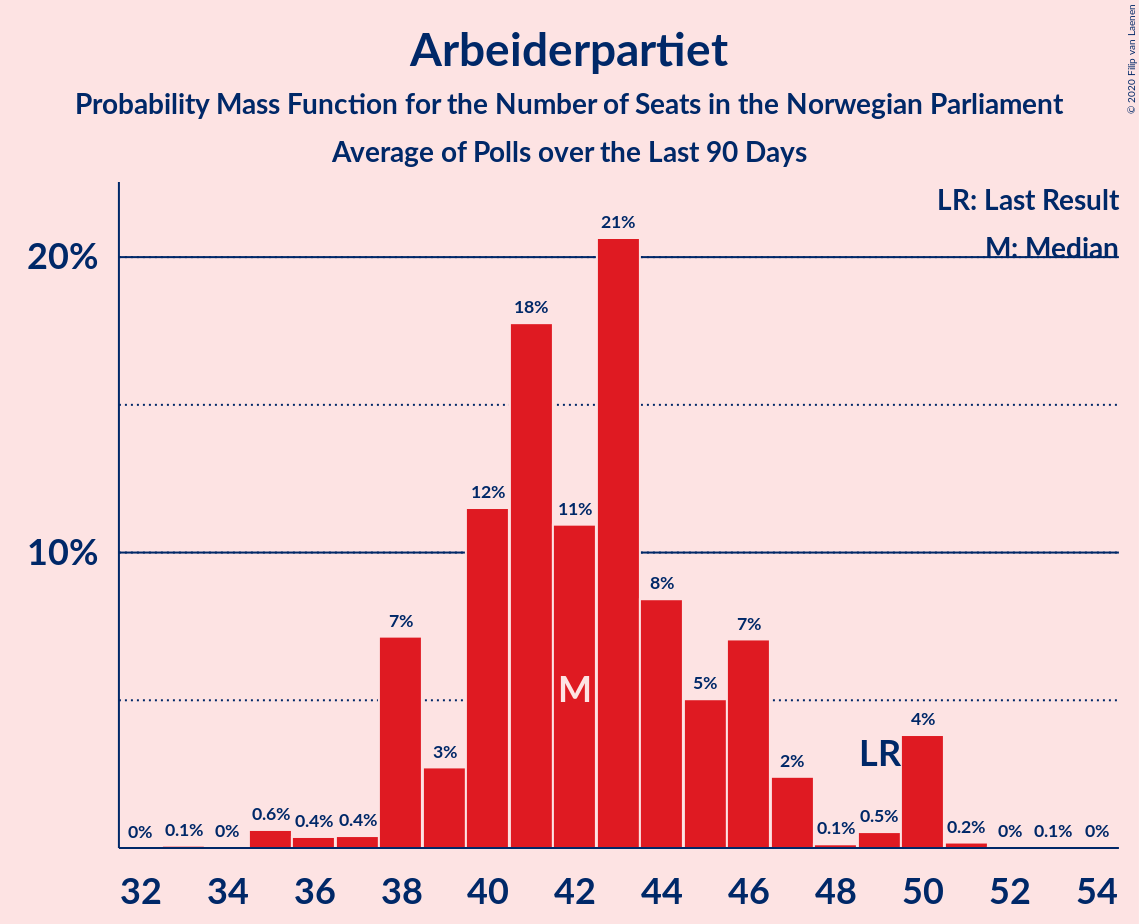 Arbeiderpartiet
Probability Mass Function for the Number of Seats in the Norwegian Parliament
Average of Polls over the Last 90 Days
© 2020 Filip van Laenen
LR: Last Result
M: Median
20%
10%
0% 0.1% 0% 0.6% 0.4% 0.4% 7% 3% 12% 18% 11% 21% 8% 5% 7% 2% 0.1% 0.5% 4% 0.2% 0% 0.1% 0%
M
LR
32 34 36 38 40 42 44 46 48 50 52 54